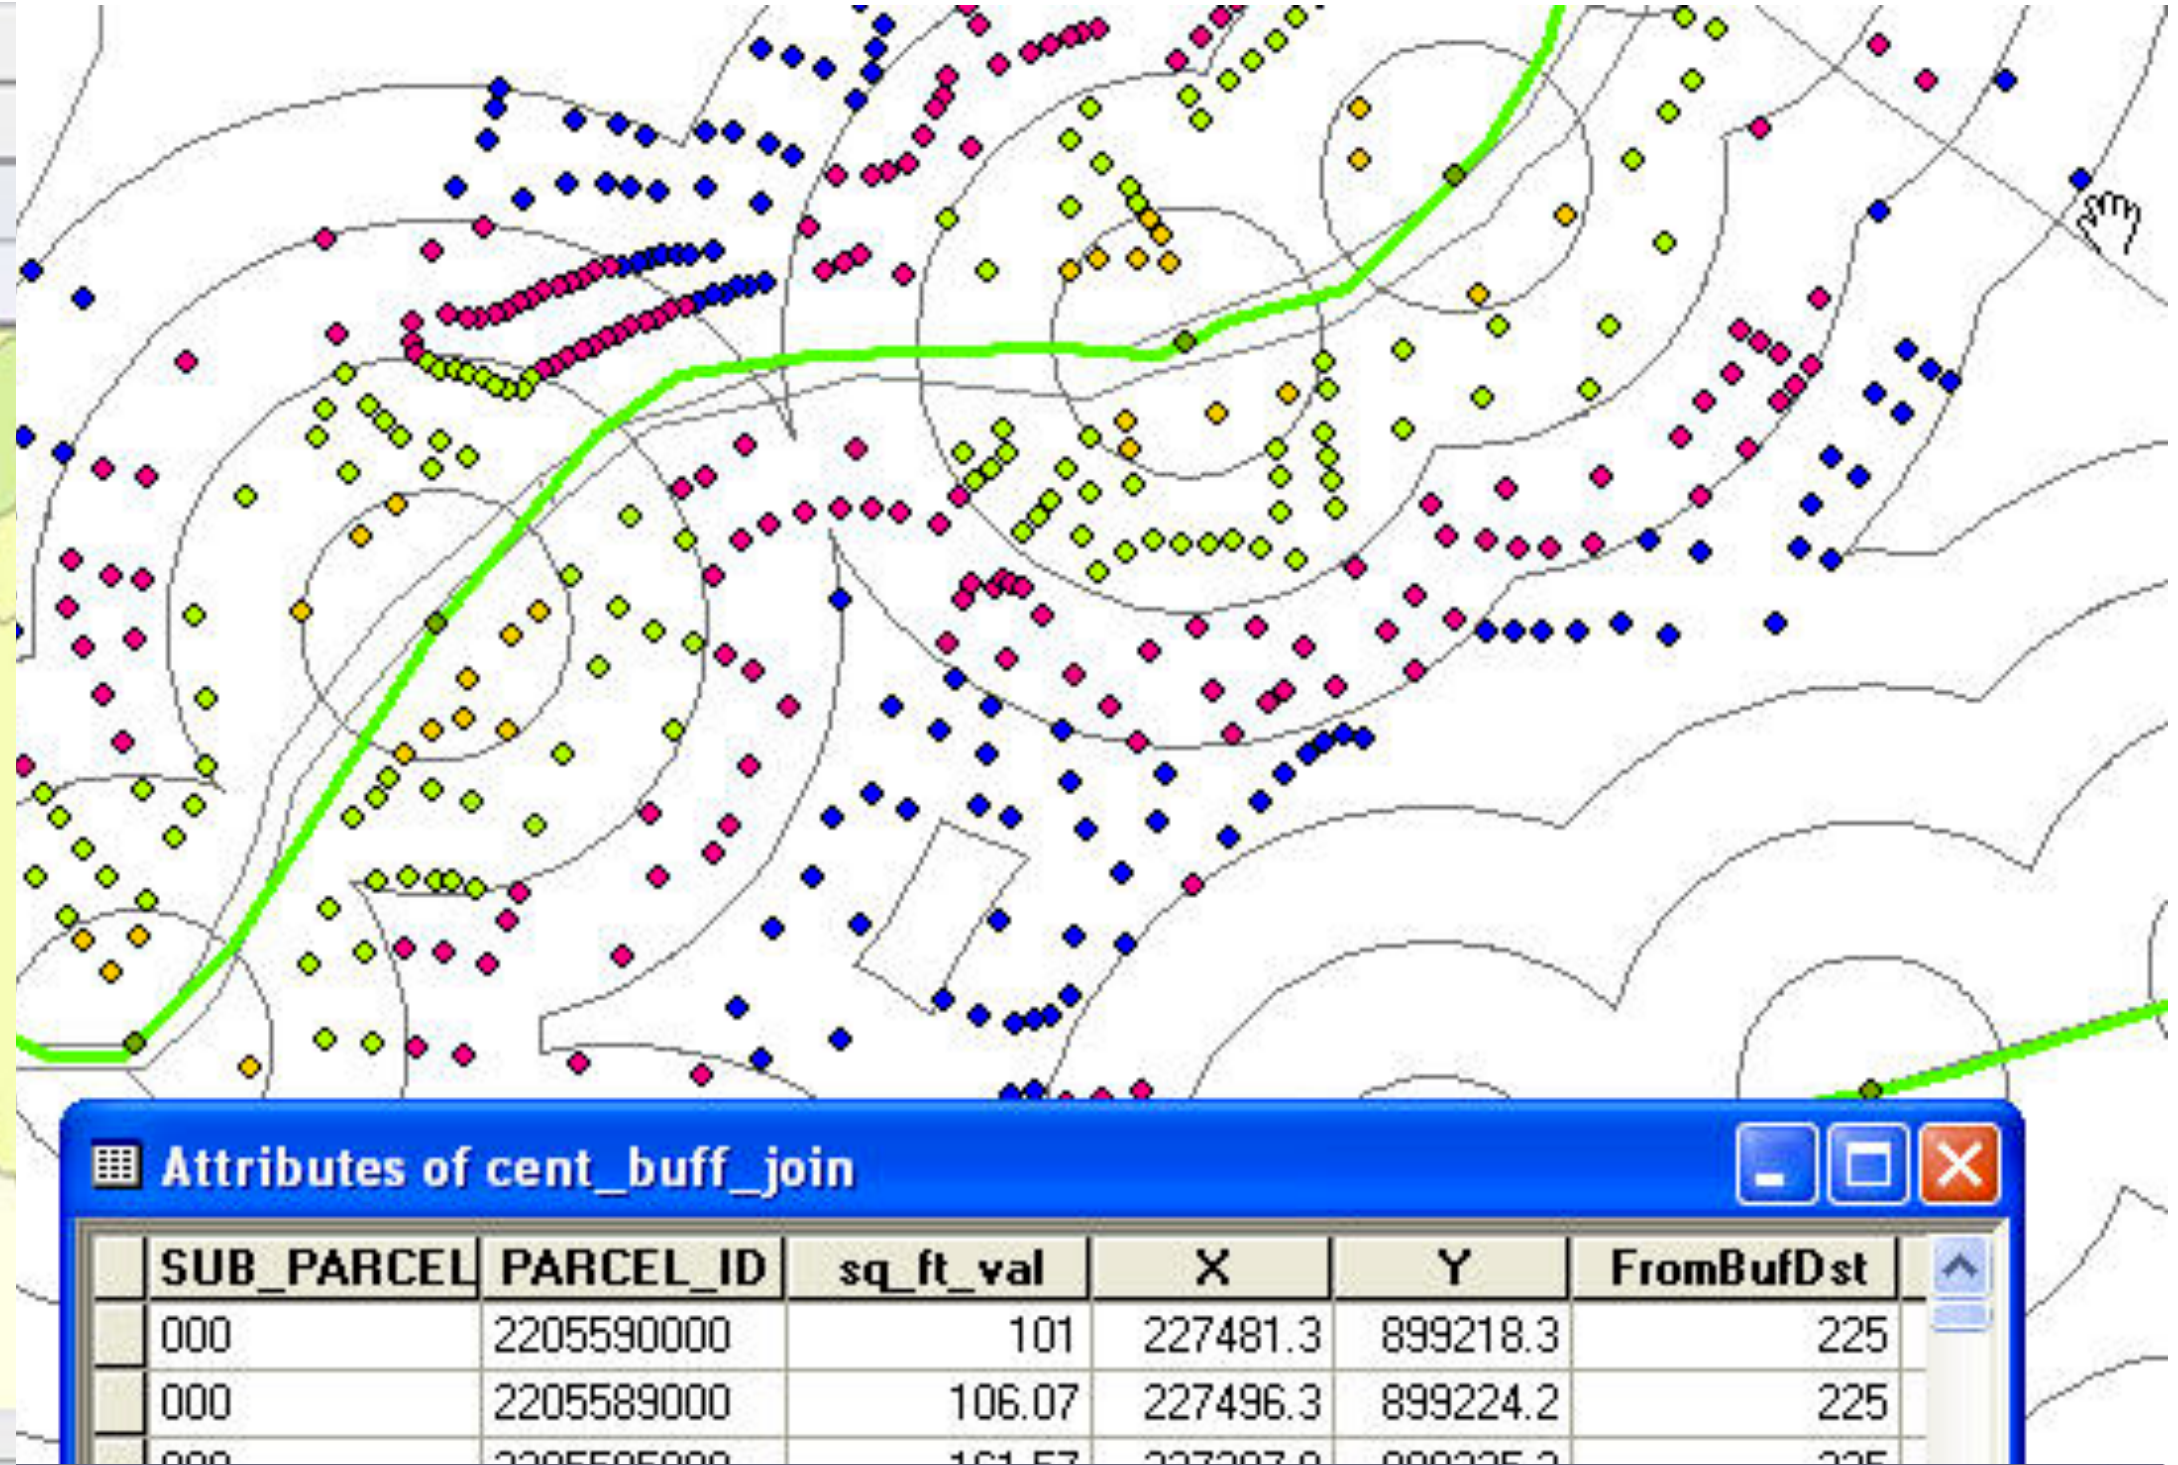 Attributes of cent_buff_join
SUB_PARCEL PARCEL_ID sq_ft_val X Y FromBufDst
000 2205590000 101 227481.3 899218.3 225
000 2205589000 106.07 227496.3 899224.2 225